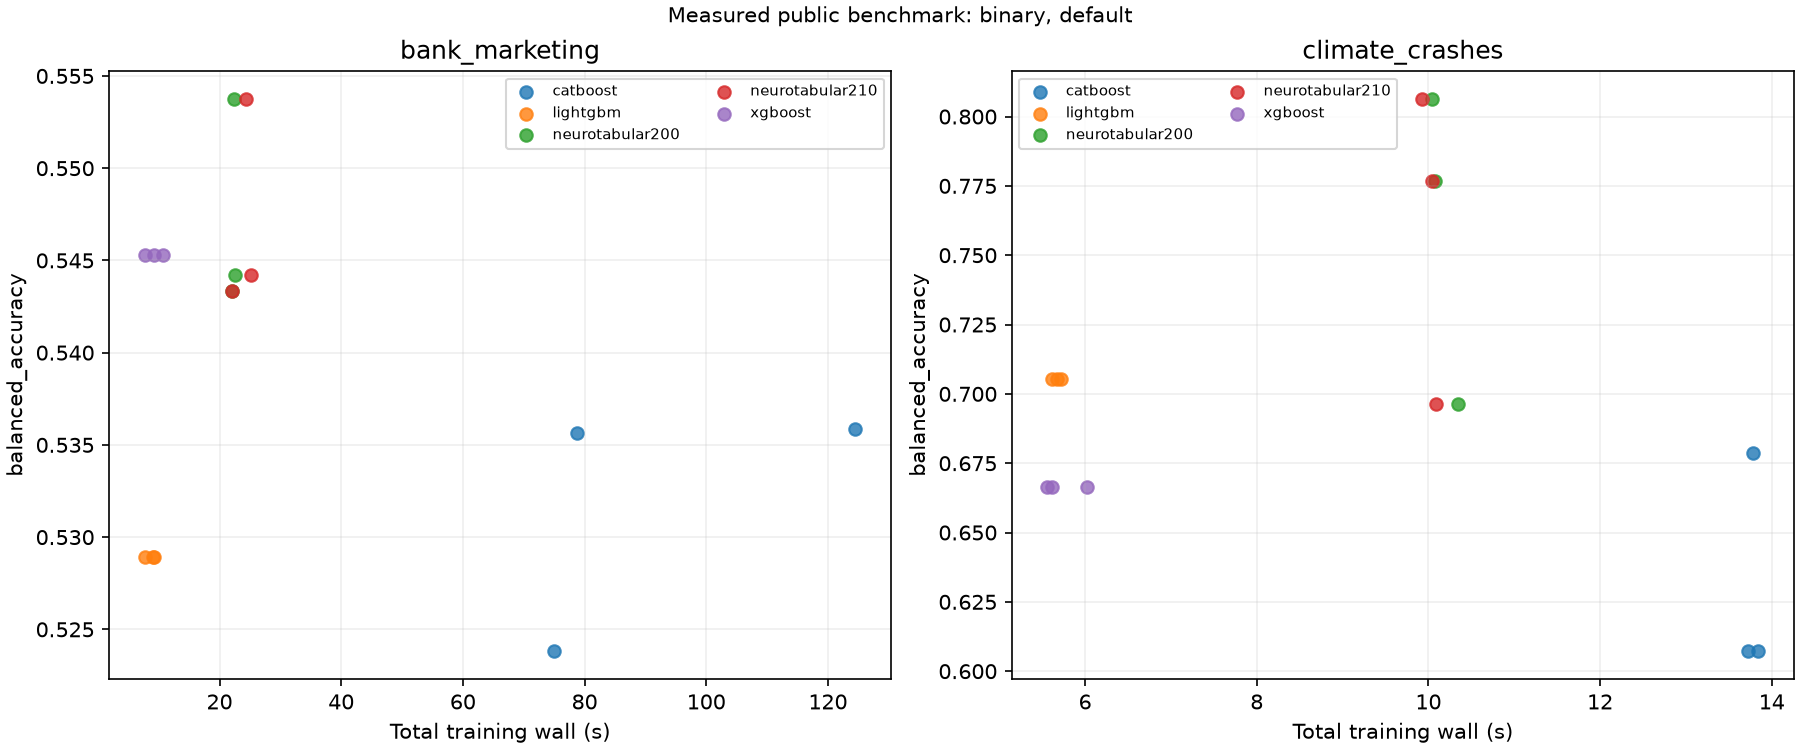 Measured public benchmark: binary, default
bank_marketing
balanced_accuracy
0.555
0.550
0.545
0.540
0.535
0.530
0.525
catboost
lightgbm
neurotabular200
neurotabular210
xgboost
20 40 60 80 100 120
Total training wall (s)
climate_crashes
balanced_accuracy
0.800
0.775
0.750
0.725
0.700
0.675
0.650
0.625
0.600
catboost
lightgbm
neurotabular200
neurotabular210
xgboost
6 8 10 12 14
Total training wall (s)